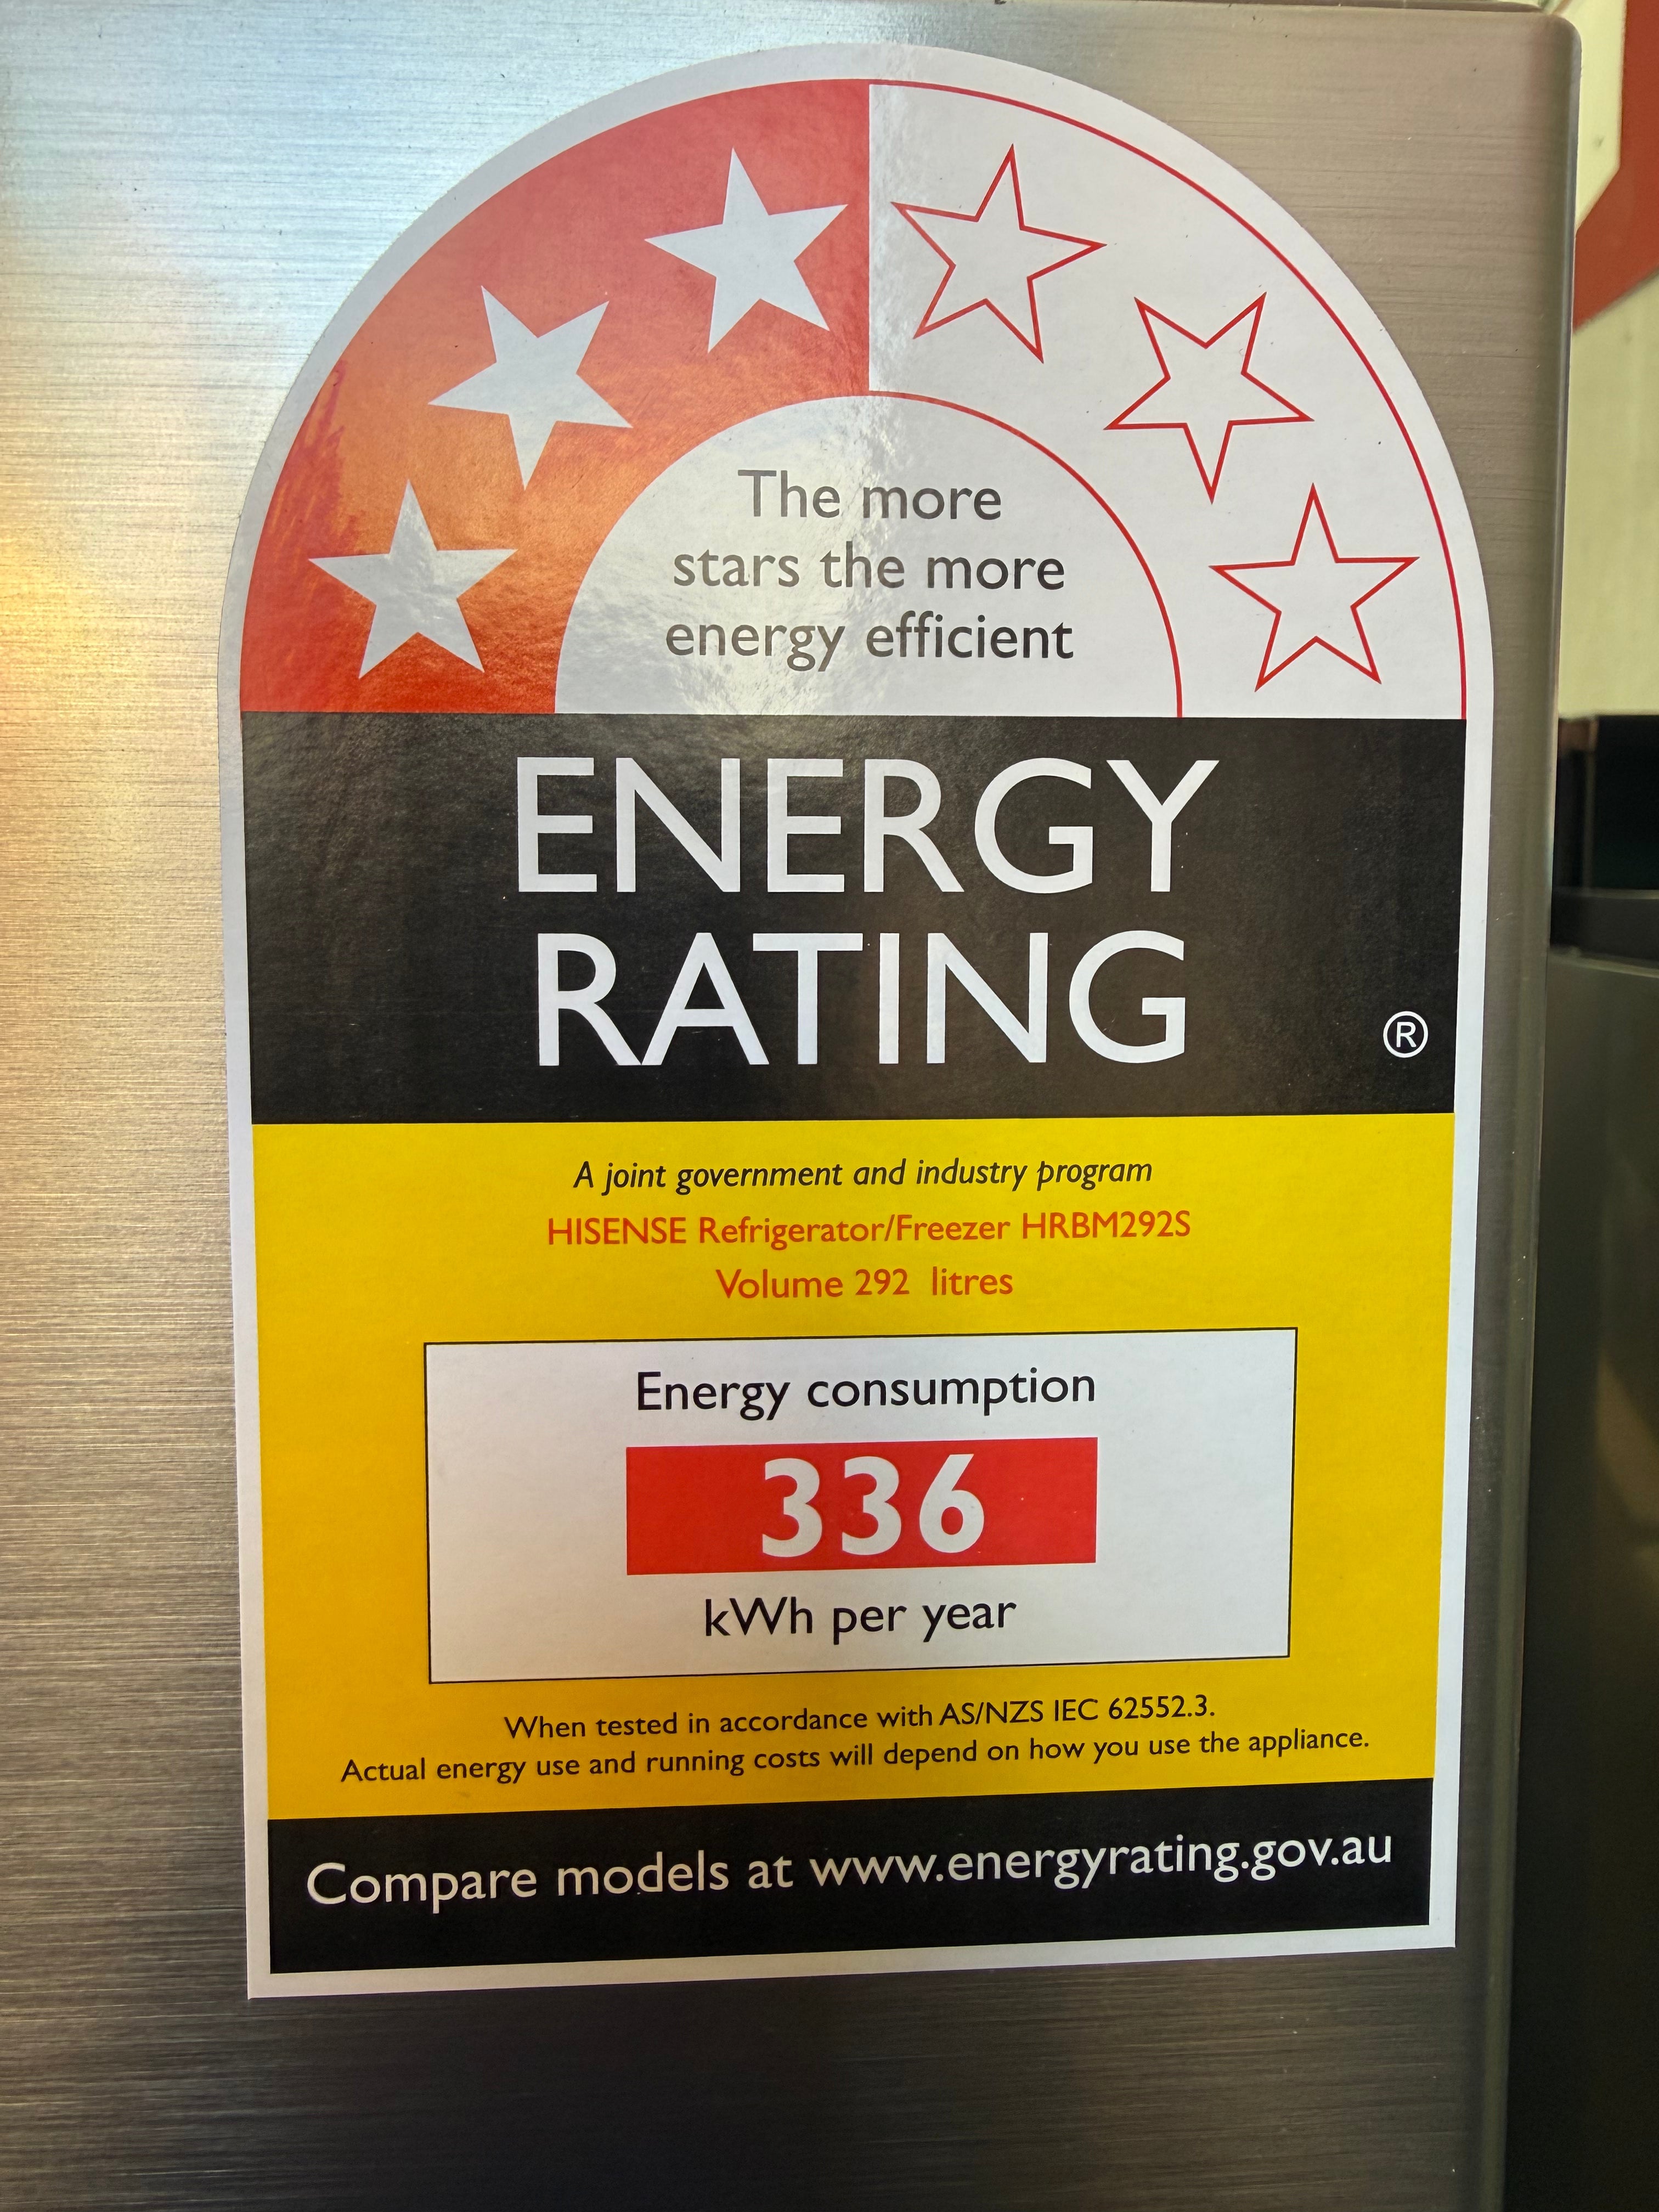 The more
stars the more
energy efficient
ENERGY
RATING
®
A joint government and industry program
HISENSE Refrigerator/Freezer HRBM292S
Volume 292 litres
Energy consumption
336
kWh per year
When tested in accordance with AS/NZS IEC 62552.3.
Actual energy use and running costs will depend on how you use the appliance.
Compare models at www.energyrating.gov.au